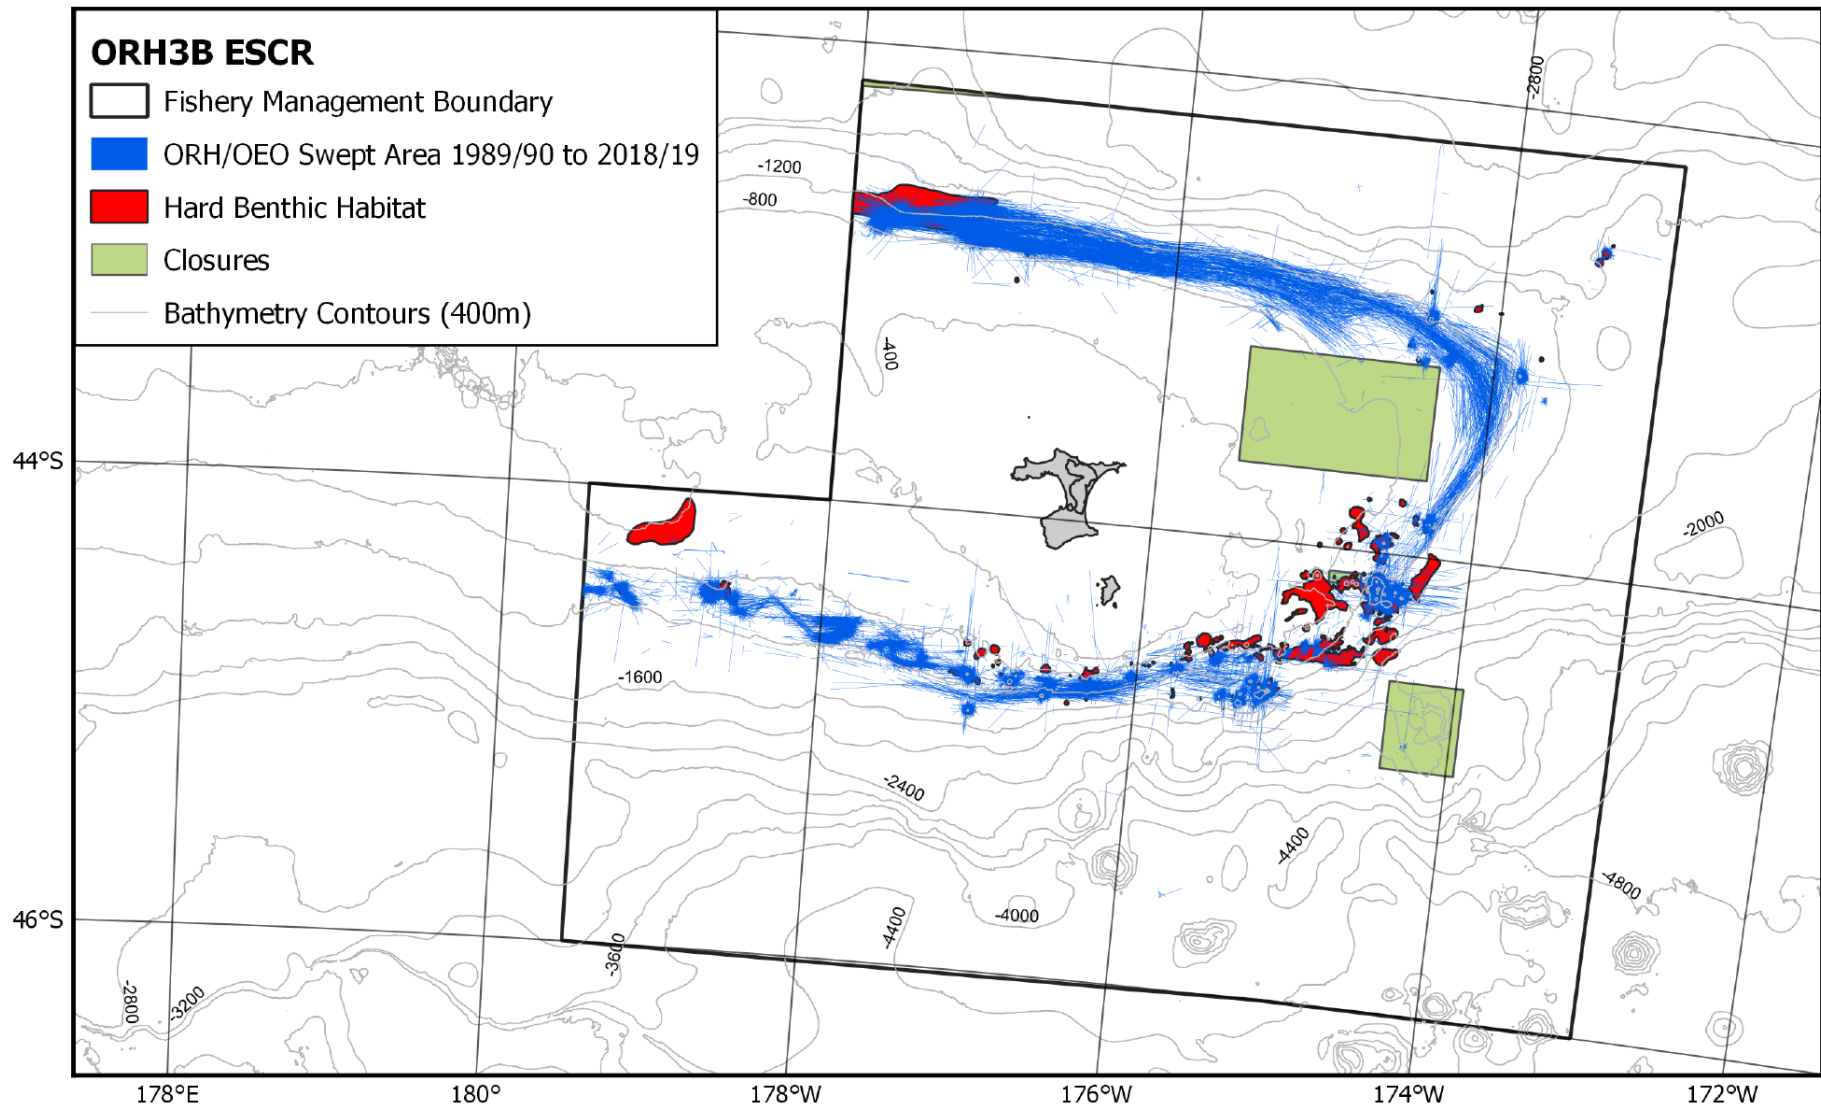 ORH3B ESCR
Fishery Management Boundary
ORH/OEO Swept Area 1989/90 to 2018/19
Hard Benthic Habitat
Closures
Bathymetry Contours (400m)
-2800
-1200
-800
-400
44°S
-2000
-1600
-2400
-4400
-4800
46°S
-4400
-4000
-3600
-2800
-3200
178°E
180°
178°W
176°W
174°W
172°W